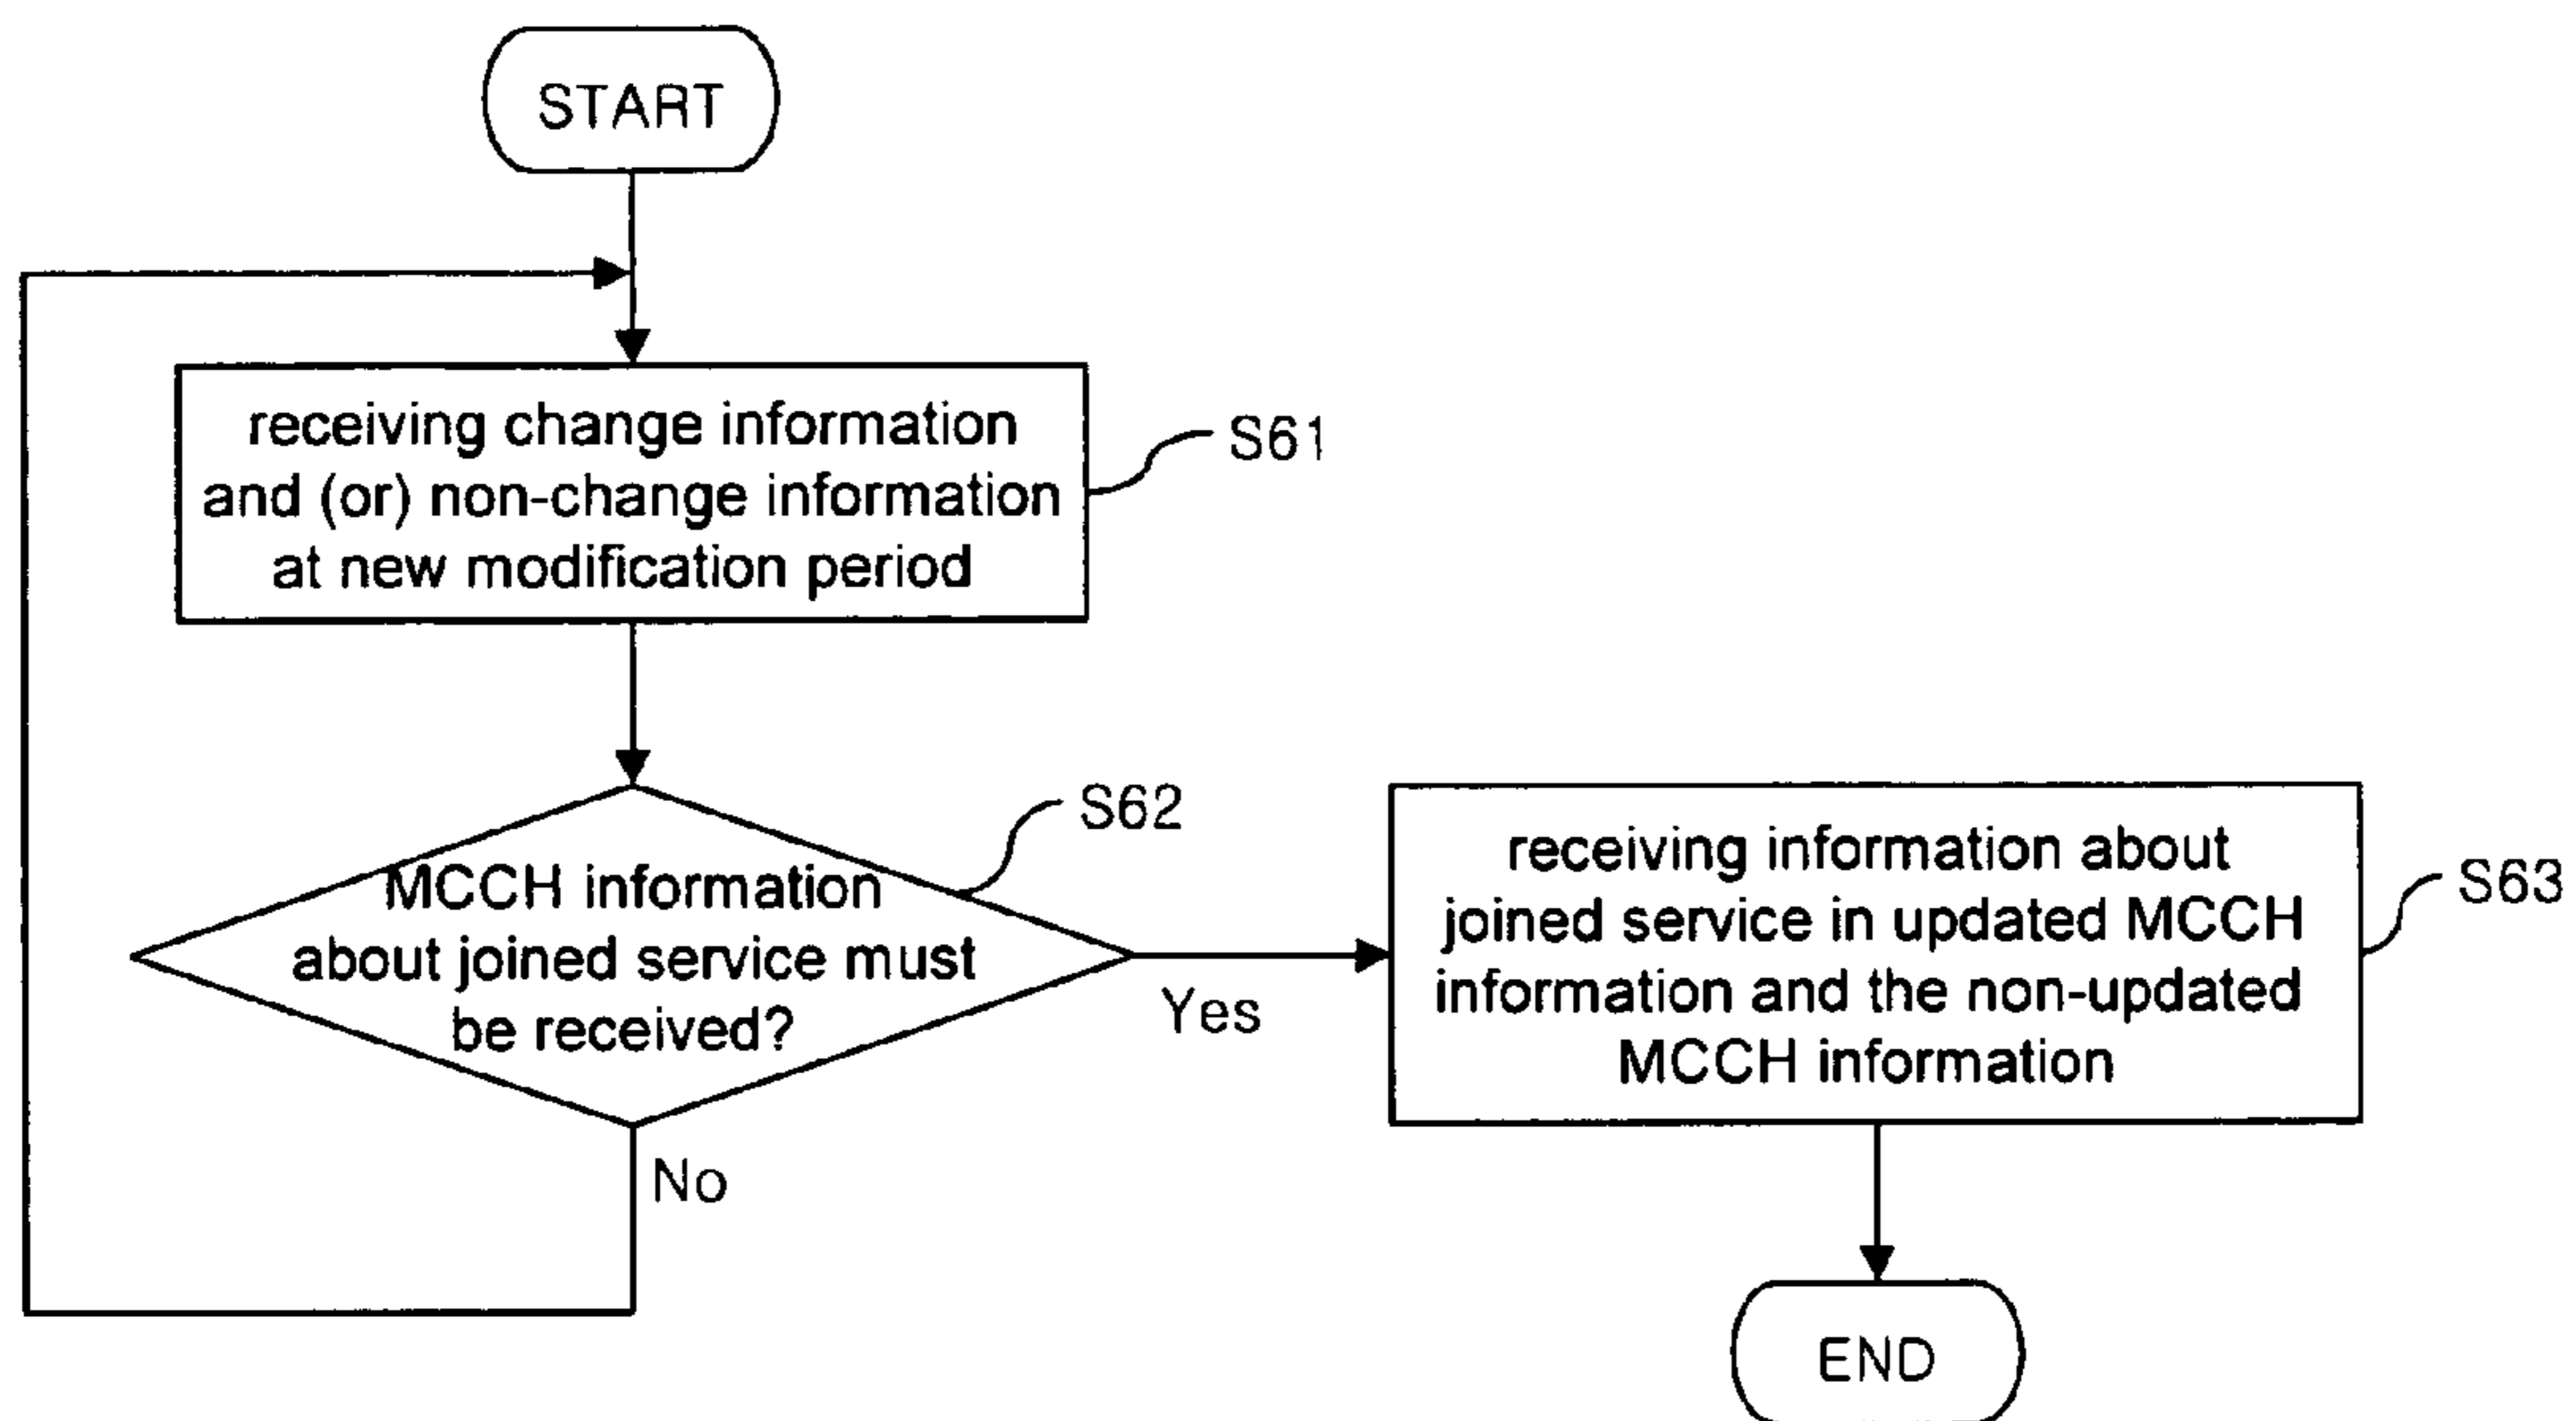 START
receiving change information
and (or) non-change information
at new modification period
S61
MCCH information
about joined service must
be received?
S62
Yes
No
receiving information about
joined service in updated MCCH
information and the non-updated
MCCH information
S63
END